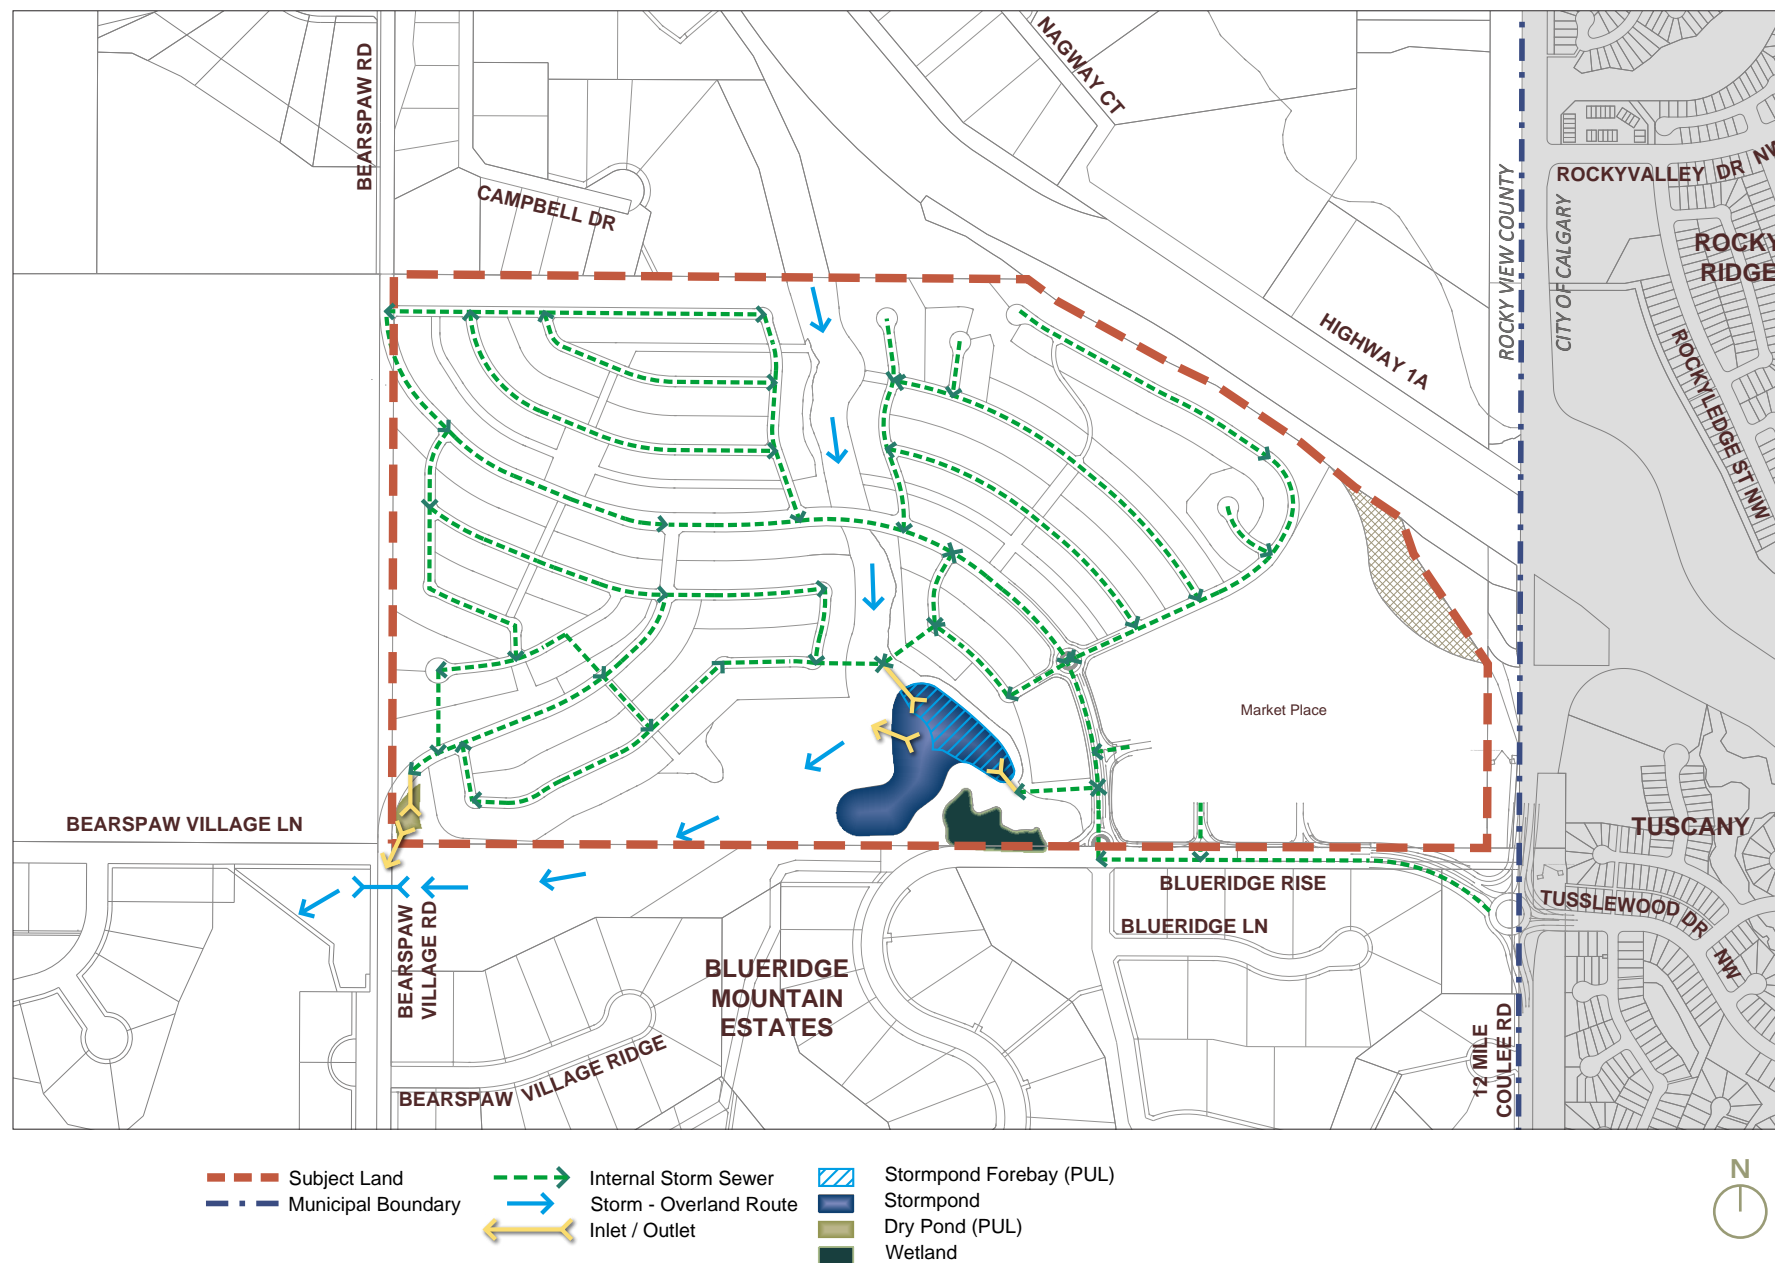 BEARSPAW RD
NAGWAY CT
CAMPBELL DR
ROCKY VIEW COUNTY
CITY OF CALGARY
ROCKYVALLEY DR NW
ROCKY
RIDGE
HIGHWAY 1A
ROCKYLEDGE ST NW
Market Place
BEARSPAW VILLAGE LN
TUSCANY
BLUERIDGE RISE
TUSSLEWOOD DR NW
BLUERIDGE LN
BEARSPAW
VILLAGE RD
BLUERIDGE
MOUNTAIN
ESTATES
12 MILE
COULEE RD
BEARSPAW VILLAGE RIDGE
Subject Land
Municipal Boundary
Internal Storm Sewer
Storm - Overland Route
Inlet / Outlet
Stormpond Forebay (PUL)
Stormpond
Dry Pond (PUL)
Wetland
N